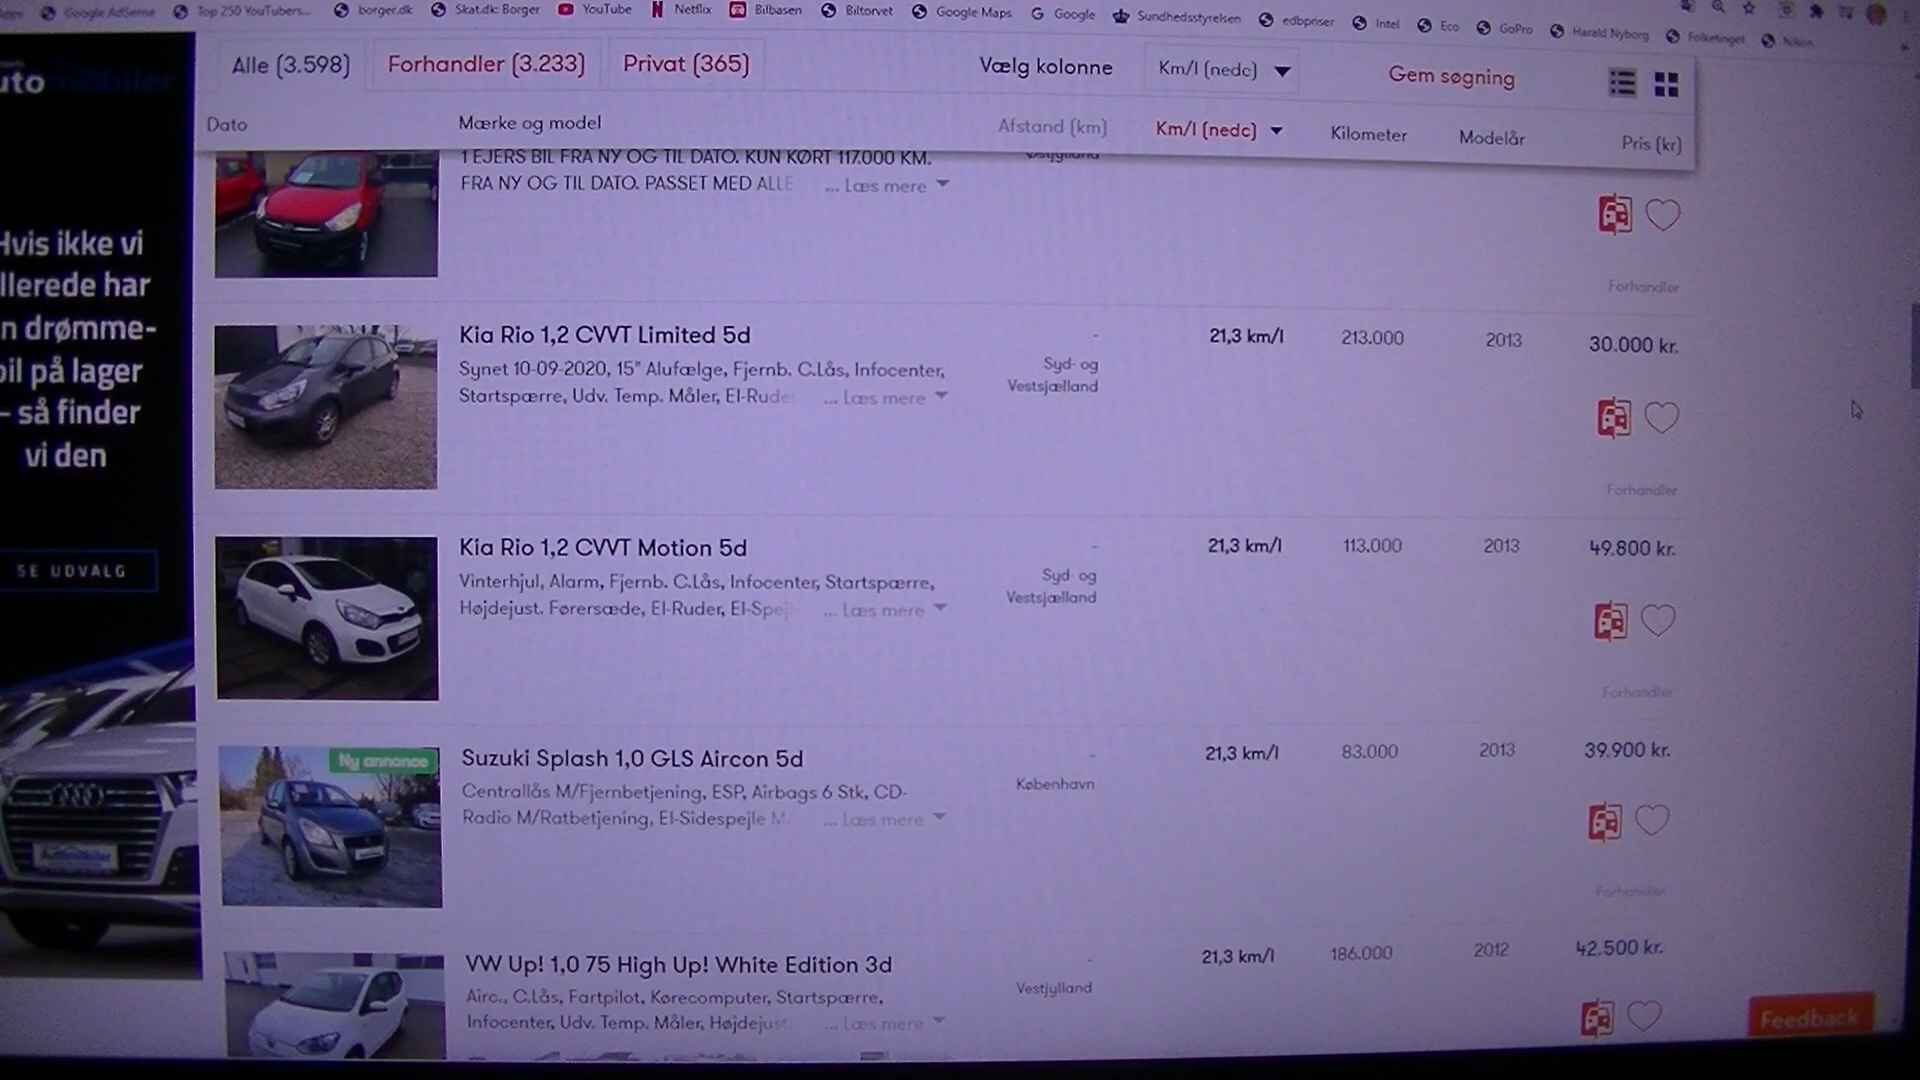 Apps Google AdSense Top 250 YouTubers... borger.dk Skat.dk: Borger YouTube Netflix Bilbasen Biltorvet Google Maps Google Sundhedsstyrelsen edbpriser Intel Eco GoPro Harald Nyborg Folketinget Nikon
Alle (3.598) Forhandler (3.233) Privat (365) Vælg kolonne Km/l (nedc) Gem søgning
Dato Mærke og model Afstand (km) Km/l (nedc) Kilometer Modelår Pris (kr)
1 EJERS BIL FRA NY OG TIL DATO. KUN KØRT 117.000 KM. Østjylland
FRA NY OG TIL DATO. PASSET MED ALLE ... Læs mere
Forhandler
Kia Rio 1,2 CVVT Limited 5d - 21,3 km/l 213.000 2013 30.000 kr.
Synet 10-09-2020, 15" Alufælge, Fjernb. C.Lås, Infocenter, Syd- og
Startspærre, Udv. Temp. Måler, El-Ruder ... Læs mere Vestsjælland
Forhandler
Kia Rio 1,2 CVVT Motion 5d - 21,3 km/l 113.000 2013 49.800 kr.
Vinterhjul, Alarm, Fjernb. C.Lås, Infocenter, Startspærre, Syd- og
Højdejust. Førersæde, El-Ruder, El-Spejl ... Læs mere Vestsjælland
Forhandler
Ny annonce
Suzuki Splash 1,0 GLS Aircon 5d - 21,3 km/l 83.000 2013 39.900 kr.
Centrallås M/Fjernbetjening, ESP, Airbags 6 Stk, CD- København
Radio M/Ratbetjening, El-Sidespejle M. ... Læs mere
Forhandler
VW Up! 1,0 75 High Up! White Edition 3d - 21,3 km/l 186.000 2012 42.500 kr.
Airc., C.Lås, Fartpilot, Kørecomputer, Startspærre, Vestjylland
Infocenter, Udv. Temp. Måler, Højdejust. ... Læs mere
Feedback
uto mobiler
Hvis ikke vi
llerede har
n drømme-
bil på lager
- så finder
vi den
SE UDVALG